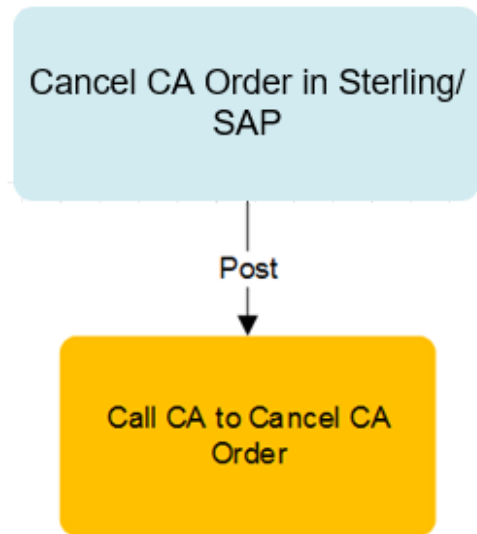 Cancel CA Order in Sterling/
SAP
Post
Call CA to Cancel CA
Order